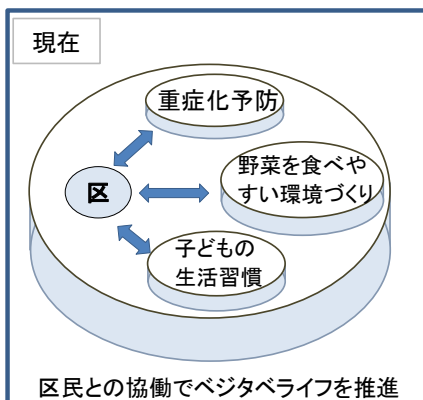 現在
重症化予防
区
野菜を食べや
すい環境づくり
子どもの
生活習慣
区民との協働でベジタベライフを推進